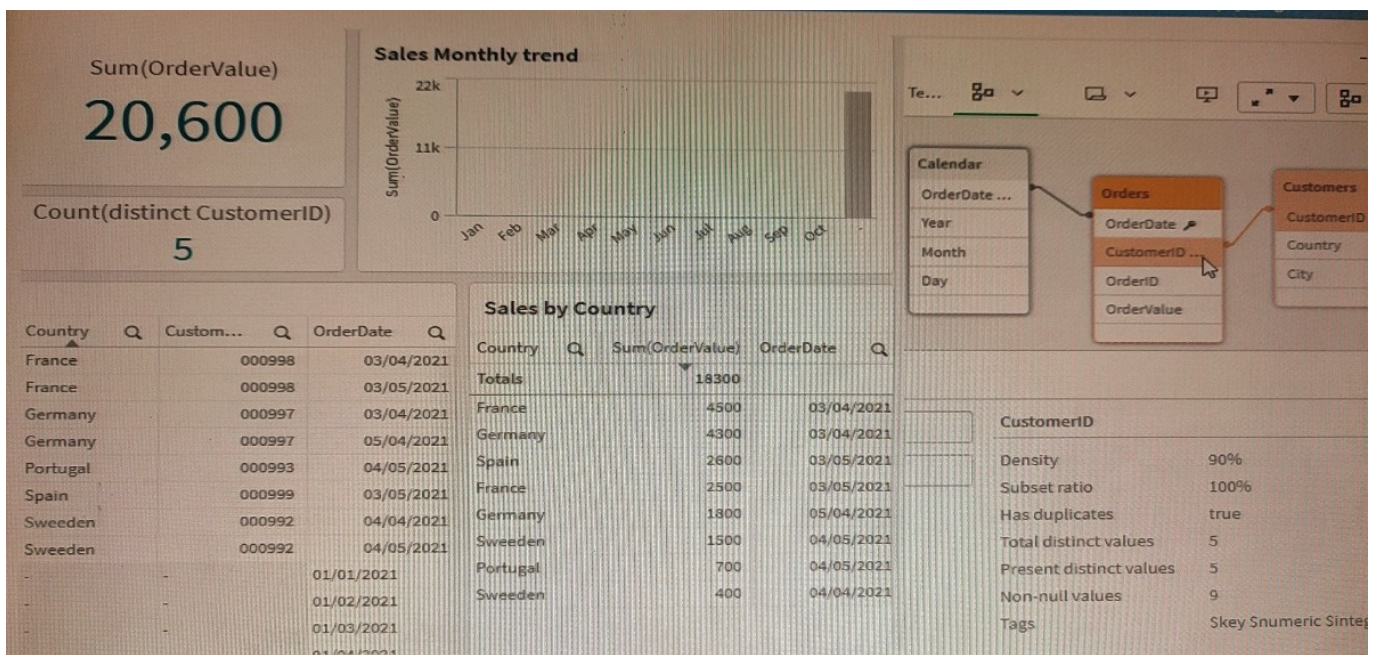 Sum(OrderValue)
20,600
Count(distinct CustomerID)
5
Sales Monthly trend
Sum(OrderValue)
22k
11k
0
Jan Feb Mar Apr May Jun Jul Aug Sep Oct -
Te...
Calendar
OrderDate ...
Year
Month
Day
Orders
OrderDate
CustomerID ...
OrderID
OrderValue
Customers
CustomerID
Country
City
Country Custom... OrderDate
France 000998 03/04/2021
France 000998 03/05/2021
Germany 000997 03/04/2021
Germany 000997 05/04/2021
Portugal 000993 04/05/2021
Spain 000999 03/05/2021
Sweeden 000992 04/04/2021
Sweeden 000992 04/05/2021
- - 01/01/2021
- - 01/02/2021
- - 01/03/2021
Sales by Country
Country Sum(OrderValue) OrderDate
Totals 18300
France 4500 03/04/2021
Germany 4300 03/04/2021
Spain 2600 03/05/2021
France 2500 03/05/2021
Germany 1800 05/04/2021
Sweeden 1500 04/05/2021
Portugal 700 04/05/2021
Sweeden 400 04/04/2021
CustomerID
Density 90%
Subset ratio 100%
Has duplicates true
Total distinct values 5
Present distinct values 5
Non-null values 9
Tags $key $numeric $integ